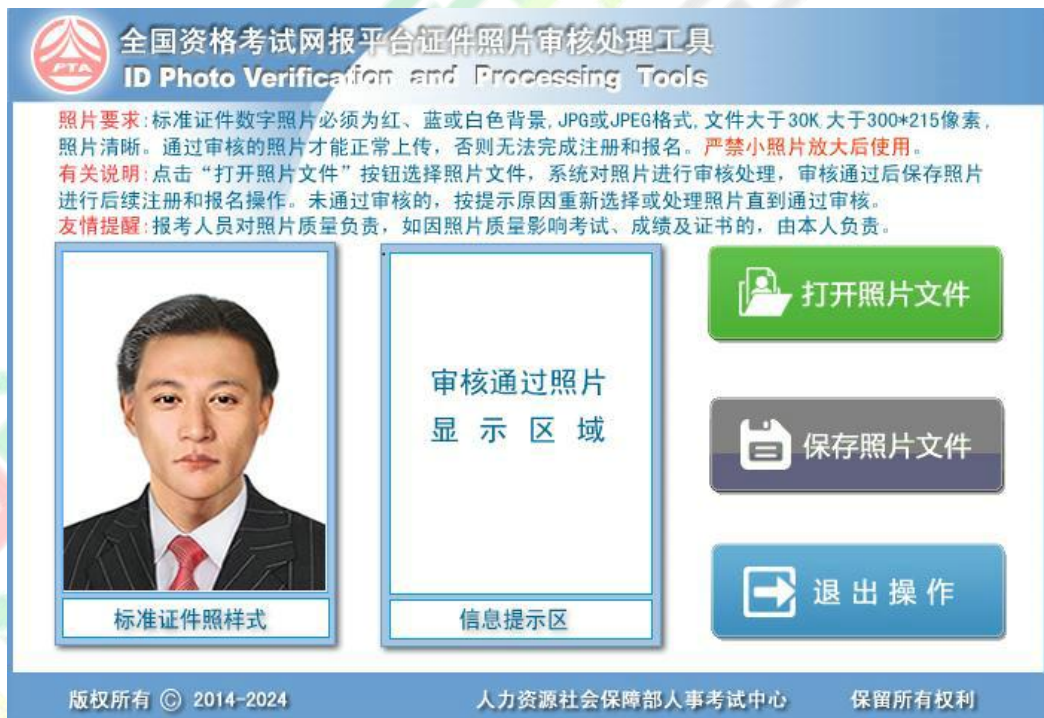 全国资格考试网报平台证件照片审核处理工具
PTA
ID Photo Verification and Processing Tools
照片要求:标准证件数字照片必须为红、蓝或白色背景,JPG或JPEG格式,文件大于30K,大于300*215像素,
照片清晰。通过审核的照片才能正常上传，否则无法完成注册和报名。严禁小照片放大后使用。
有关说明:点击“打开照片文件”按钮选择照片文件，系统对照片进行审核处理，审核通过后保存照片
进行后续注册和报名操作。未通过审核的，按提示原因重新选择或处理照片直到通过审核。
友情提醒:报考人员对照片质量负责，如因照片质量影响考试、成绩及证书的，由本人负责。
打开照片文件
审核通过照片
显示区域
保存照片文件
退出操作
标准证件照样式
信息提示区
版权所有 © 2014-2024 人力资源社会保障部人事考试中心 保留所有权利